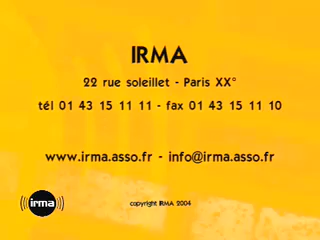 IRMA
22 rue soleillet - Paris XX°
tél 01 43 15 11 11 - fax 01 43 15 11 10
www.irma.asso.fr - info@irma.asso.fr
irma
copyright IRMA 2004